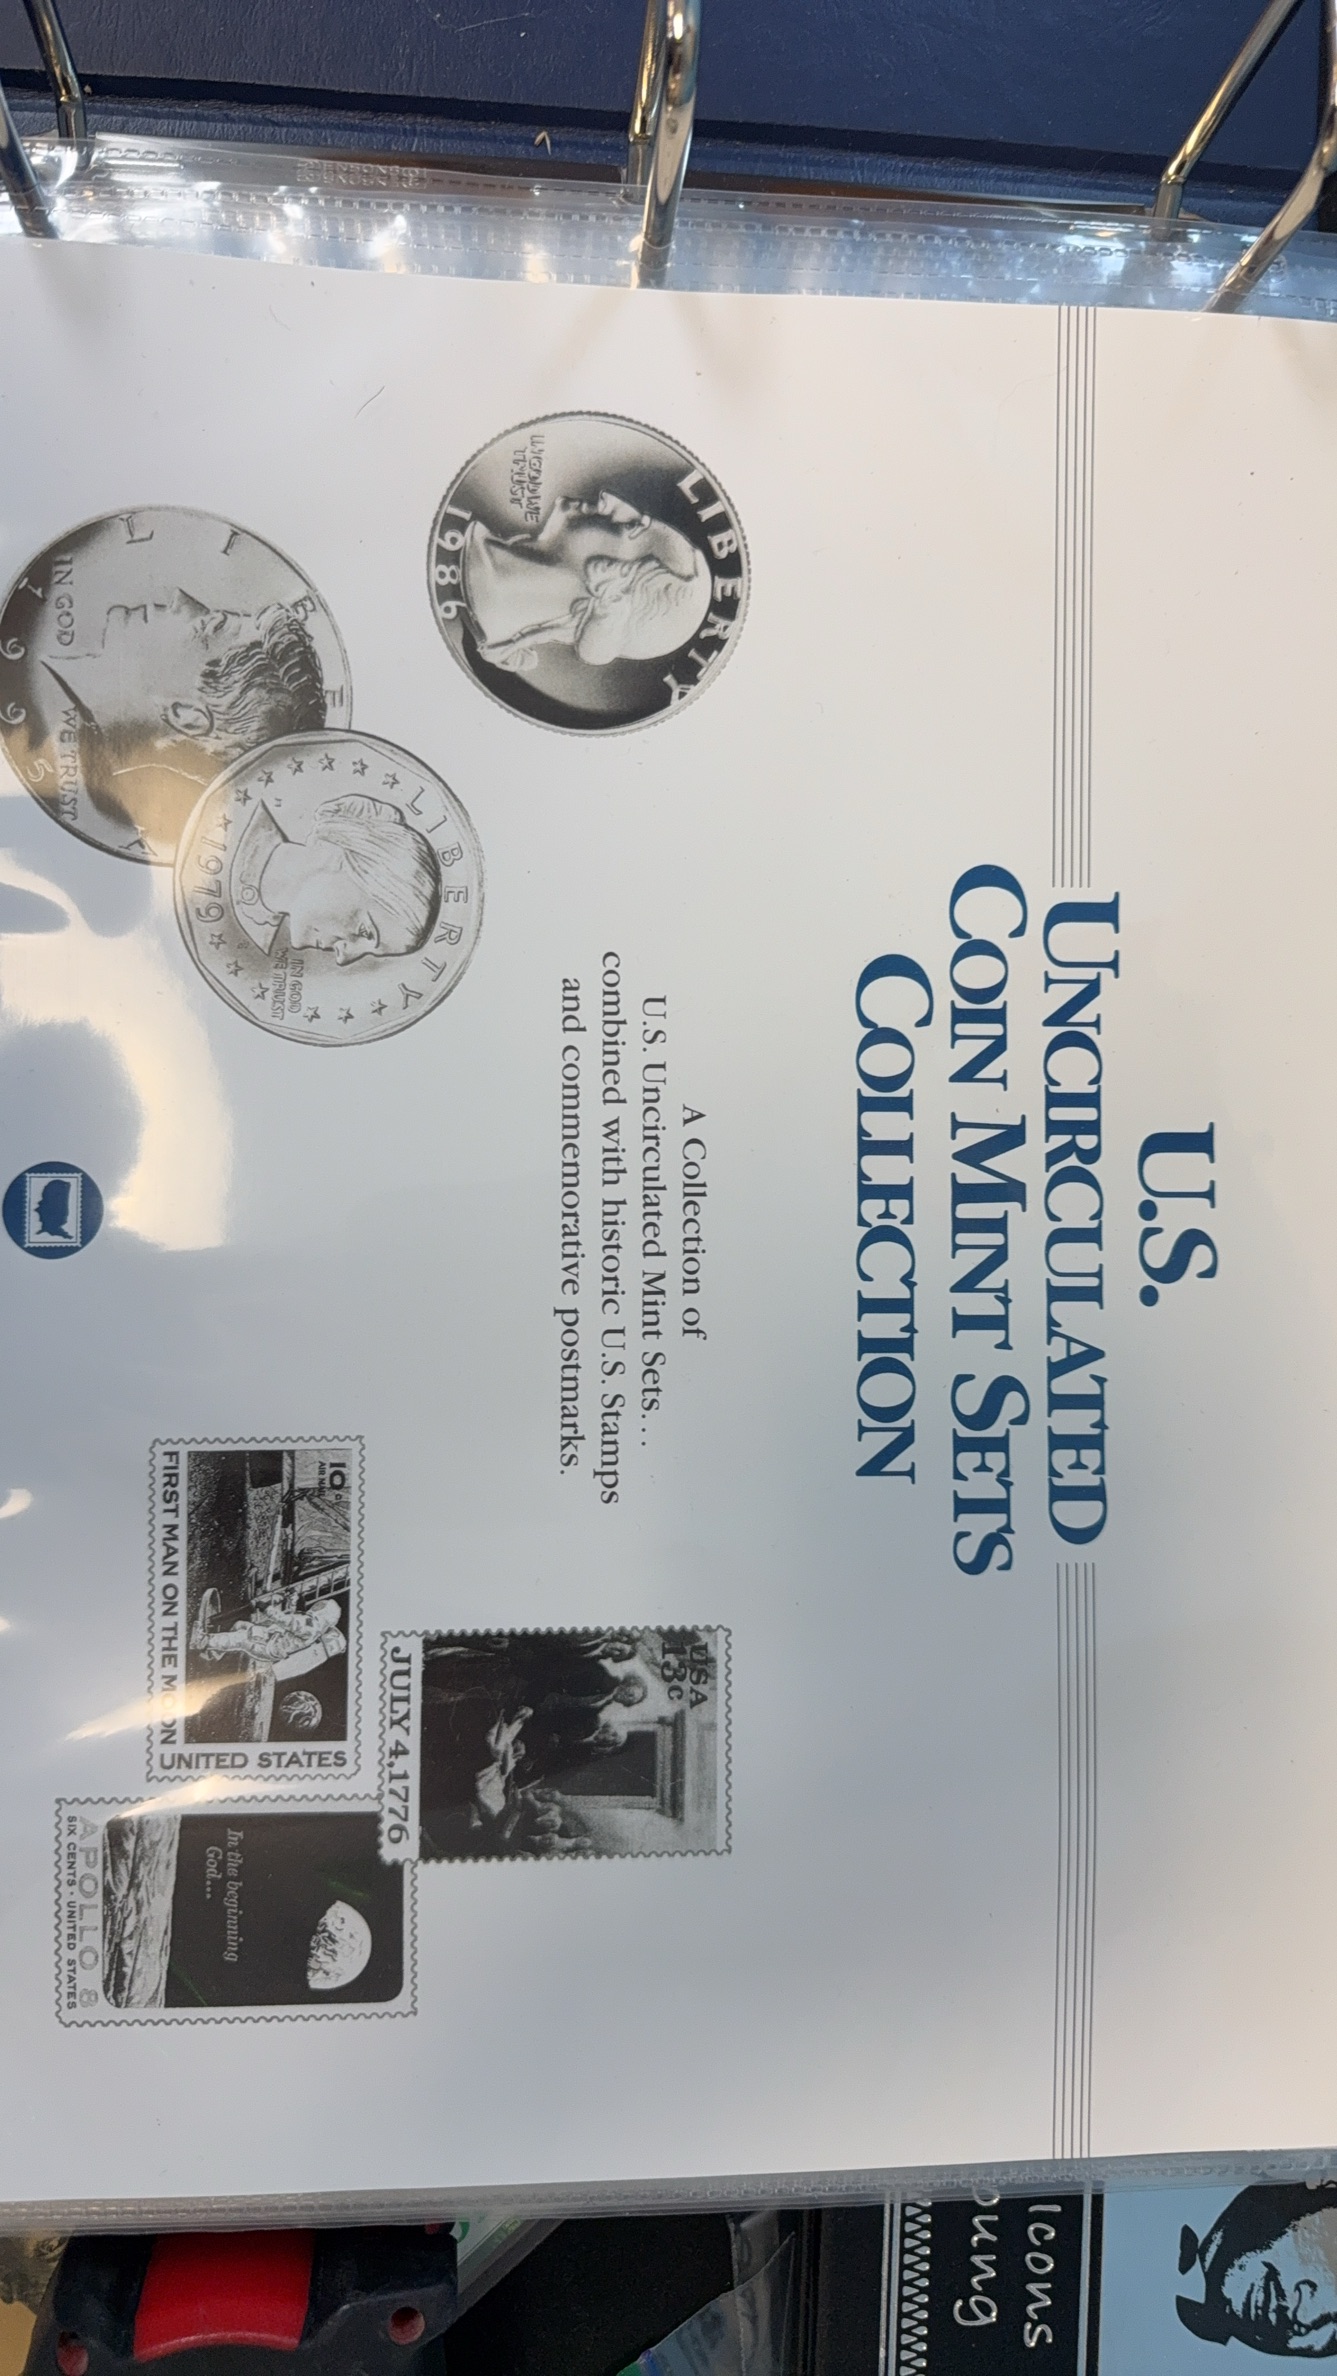 U.S.
UNCIRCULATED
COIN MINT SETS
COLLECTION
A Collection of
U.S. Uncirculated Mint Sets...
combined with historic U.S. Stamps
and commemorative postmarks.
LIBERTY
IN GOD WE
TRUST
1986
LIBERTY
IN GOD WE TRUST
1995
LIBERTY
IN GOD
WE TRUST
1979
USA
13c
JULY 4, 1776
10c
AIR MAIL
FIRST MAN ON THE MOON
UNITED STATES
In the beginning
God...
APOLLO 8
SIX CENTS · UNITED STATES
Icons
oung